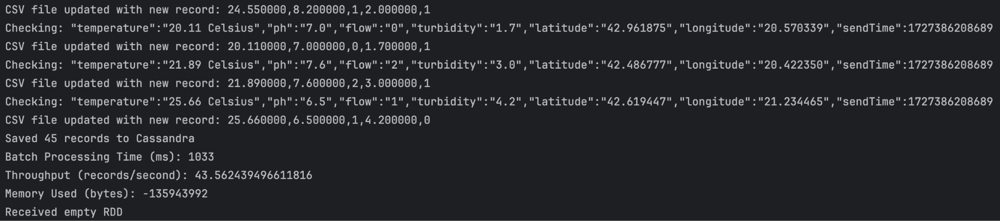 CSV file updated with new record: 24.550000,8.200000,1,2.000000,1
Checking: "temperature":"20.11 Celsius","ph":"7.0","flow":"0","turbidity":"1.7","latitude":"42.961875","longitude":"20.570339","sendTime":1727386208689
CSV file updated with new record: 20.110000,7.000000,0,1.700000,1
Checking: "temperature":"21.89 Celsius","ph":"7.6","flow":"2","turbidity":"3.0","latitude":"42.486777","longitude":"20.422350","sendTime":1727386208689
CSV file updated with new record: 21.890000,7.600000,2,3.000000,1
Checking: "temperature":"25.66 Celsius","ph":"6.5","flow":"1","turbidity":"4.2","latitude":"42.619447","longitude":"21.234465","sendTime":1727386208689
CSV file updated with new record: 25.660000,6.500000,1,4.200000,0
Saved 45 records to Cassandra
Batch Processing Time (ms): 1033
Throughput (records/second): 43.562439496611816
Memory Used (bytes): -135943992
Received empty RDD